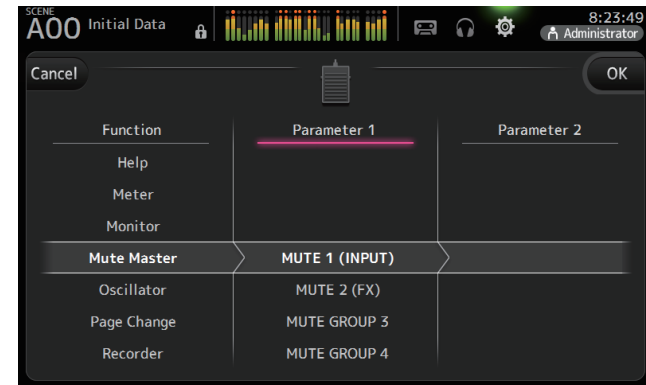 SCENE
A00 Initial Data
8:23:49
Administrator
Cancel
OK
Function Parameter 1 Parameter 2
Help
Meter
Monitor
Mute Master MUTE 1 (INPUT)
Oscillator MUTE 2 (FX)
Page Change MUTE GROUP 3
Recorder MUTE GROUP 4